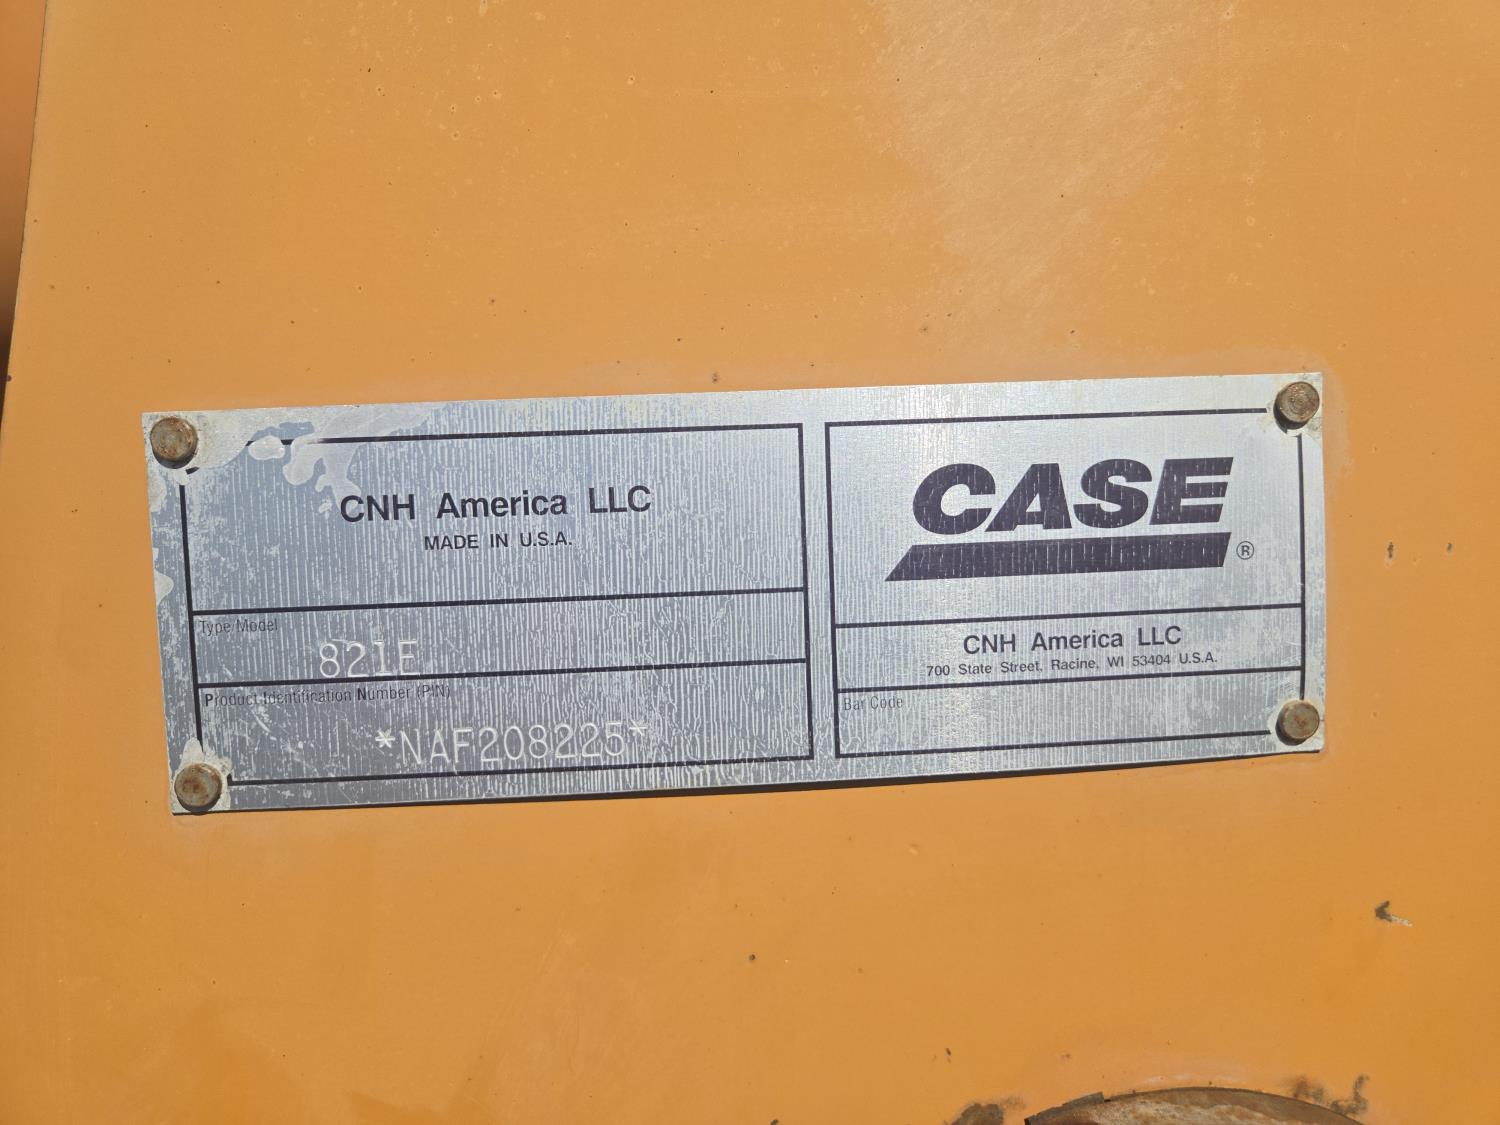 CNH America LLC
MADE IN U.S.A.
Type Model
821E
Product Identification Number (PIN)
*NAF208225*
CASE
®
CNH America LLC
700 State Street, Racine, WI 53404 U.S.A.
Bar Code